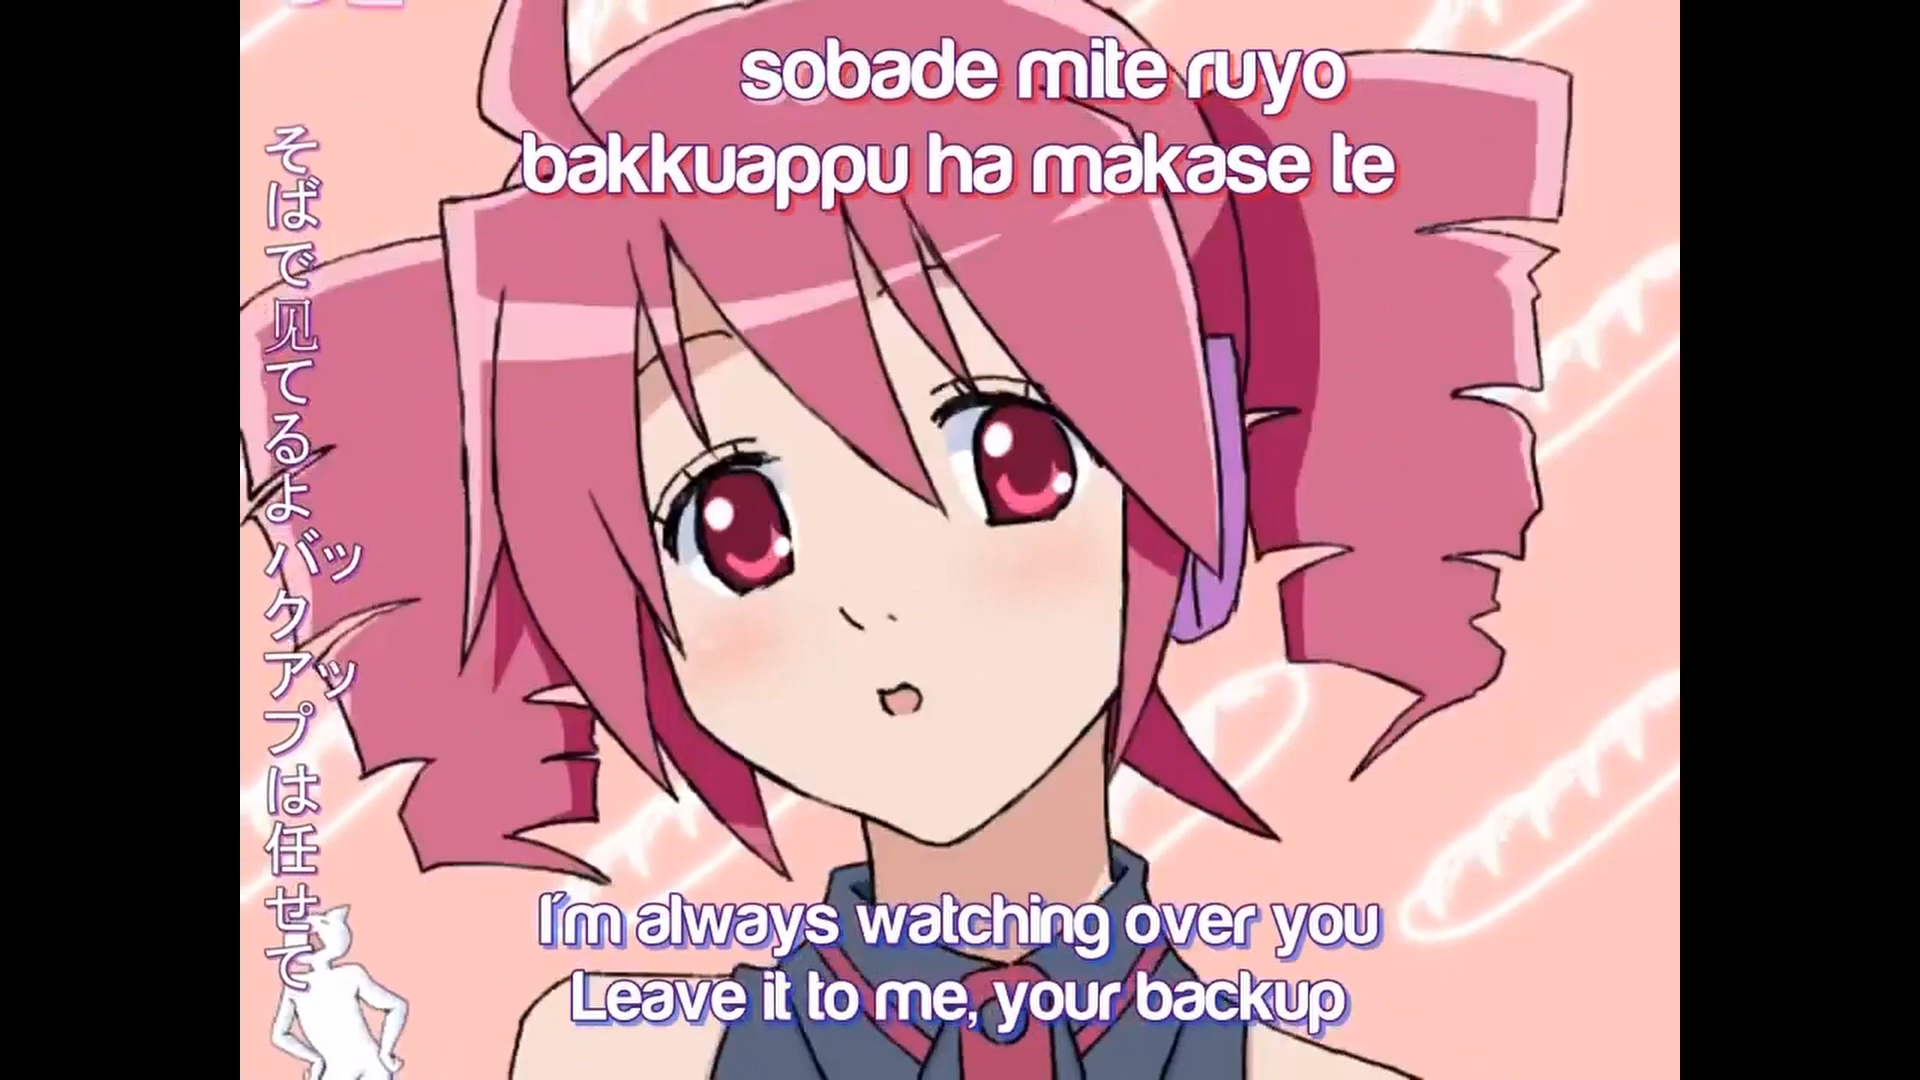 sobade mite ruyo
bakkuappu ha makase te
そばで见てるよバックアップは任せて
I'm always watching over you
Leave it to me, your backup